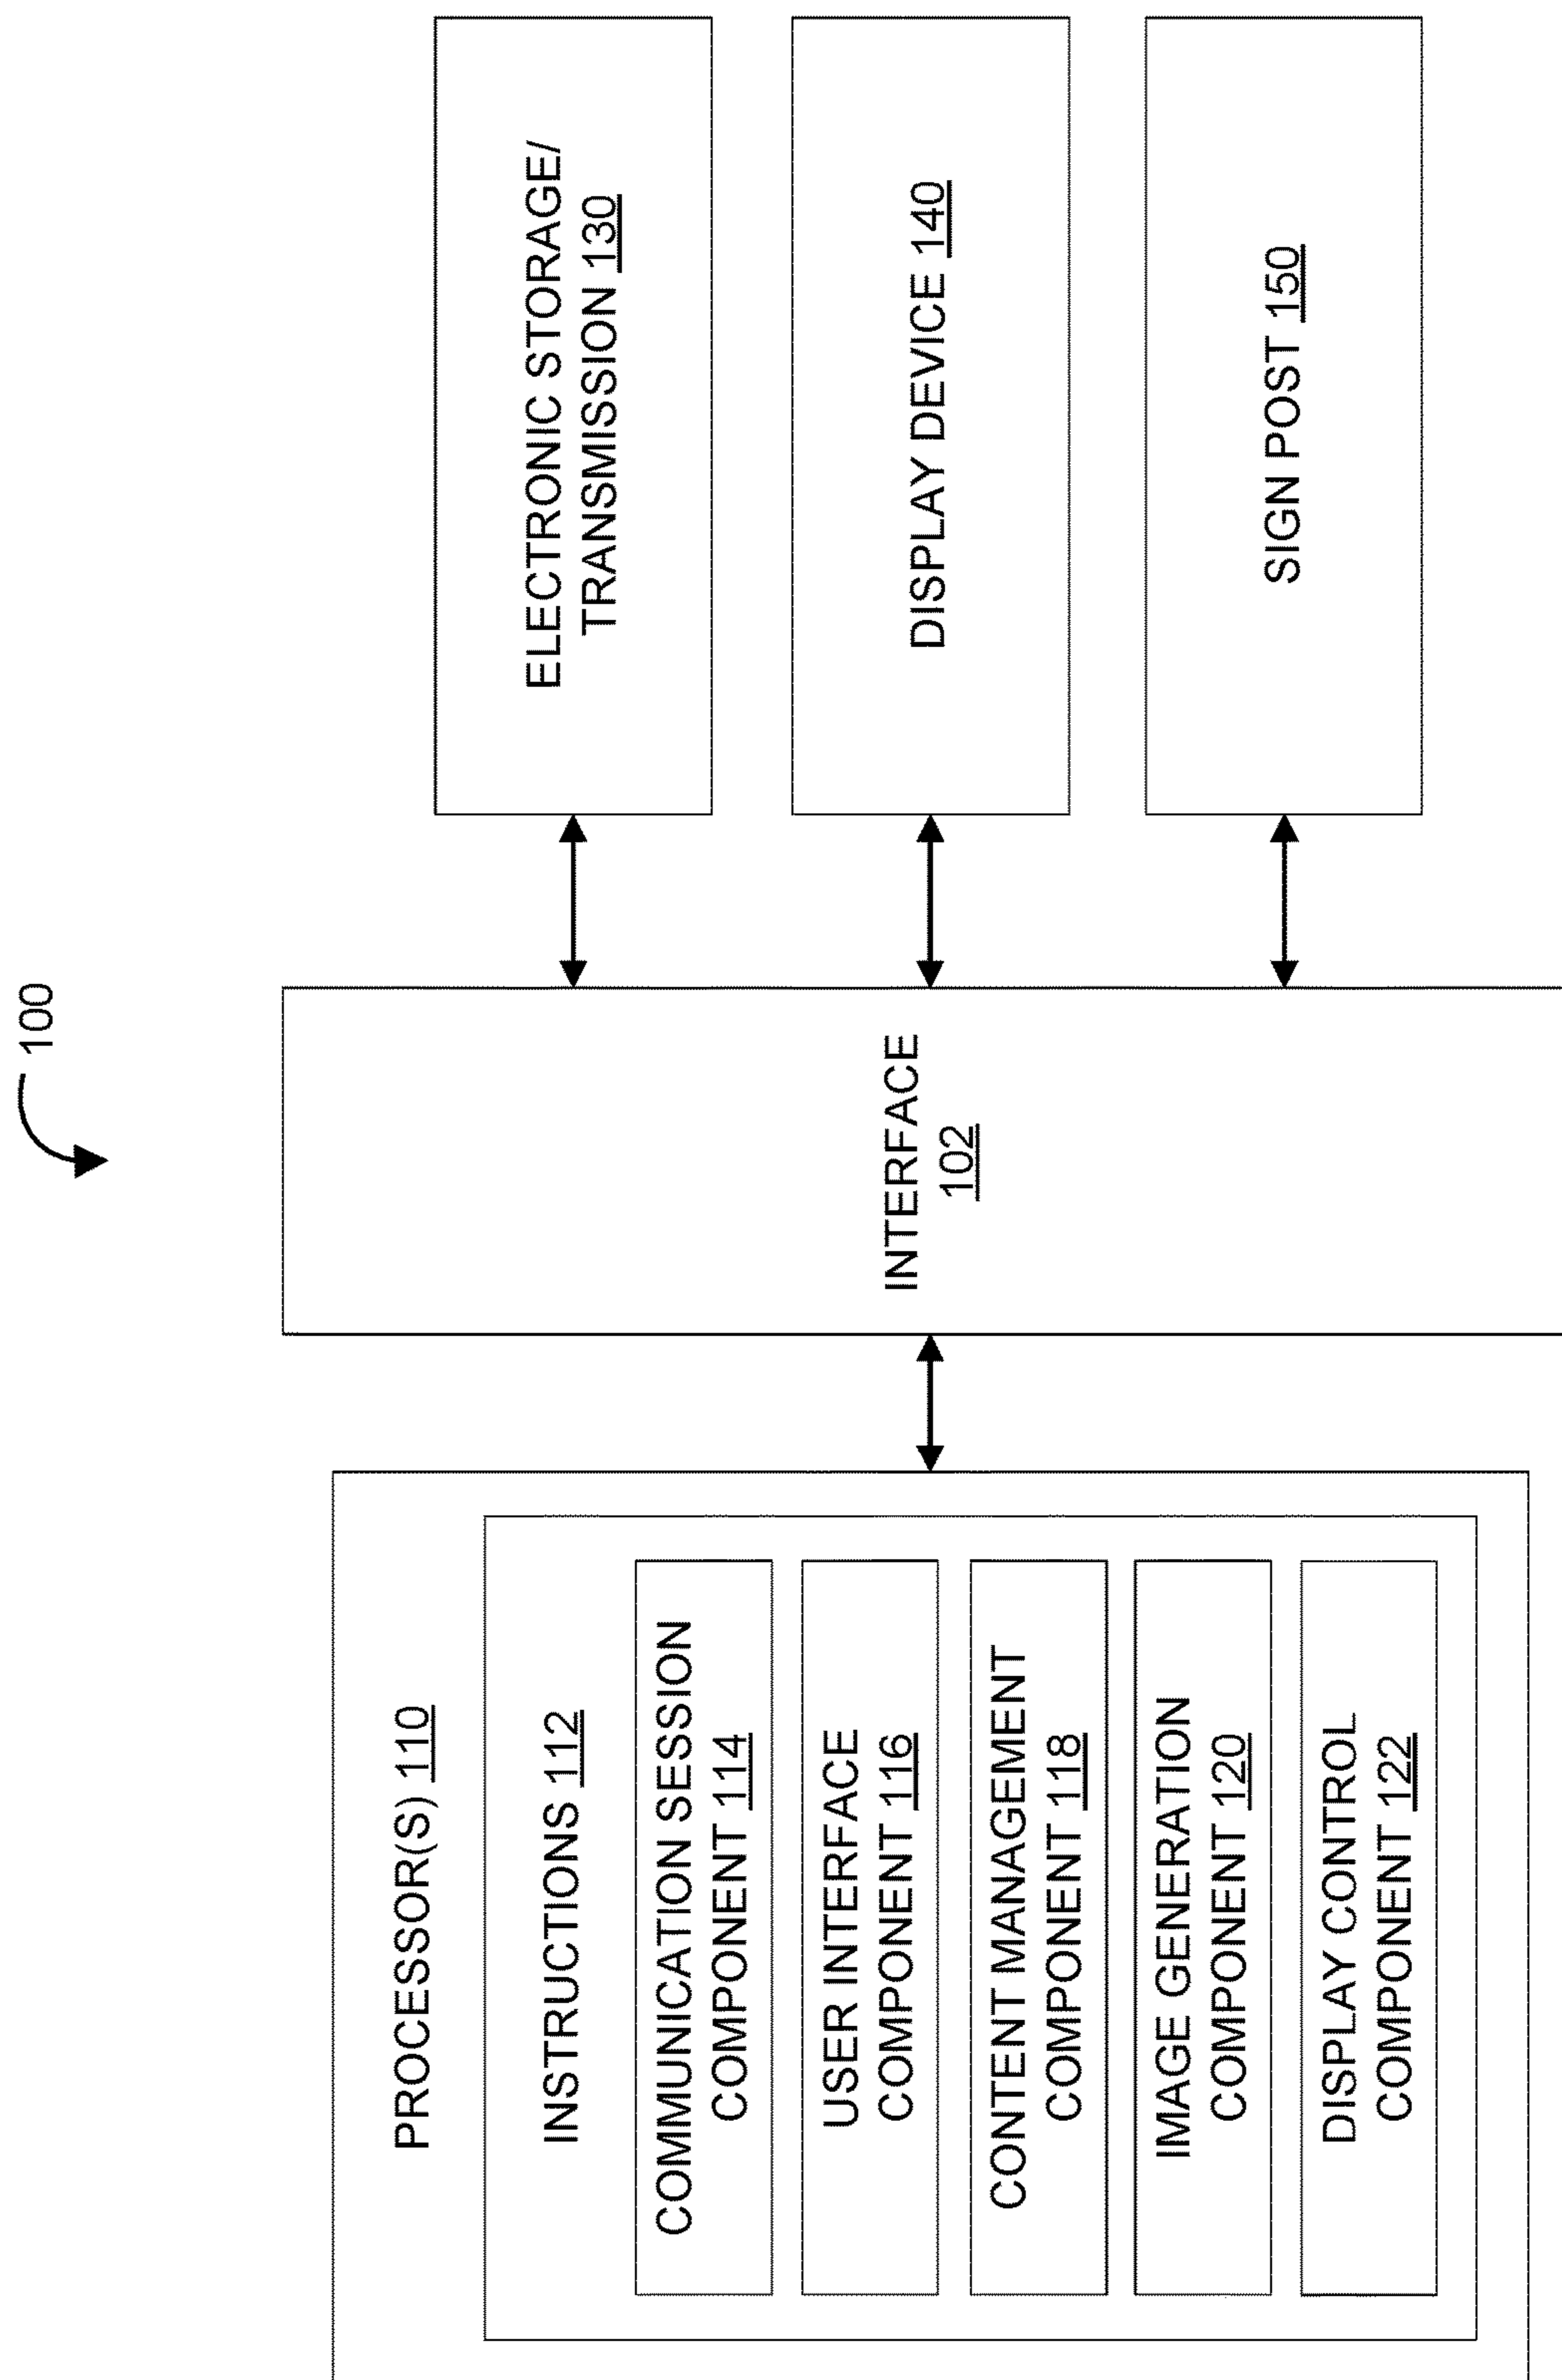 100
PROCESSOR(S) 110
INSTRUCTIONS 112
COMMUNICATION SESSION
COMPONENT 114
USER INTERFACE
COMPONENT 116
CONTENT MANAGEMENT
COMPONENT 118
IMAGE GENERATION
COMPONENT 120
DISPLAY CONTROL
COMPONENT 122
INTERFACE
102
ELECTRONIC STORAGE/
TRANSMISSION 130
DISPLAY DEVICE 140
SIGN POST 150